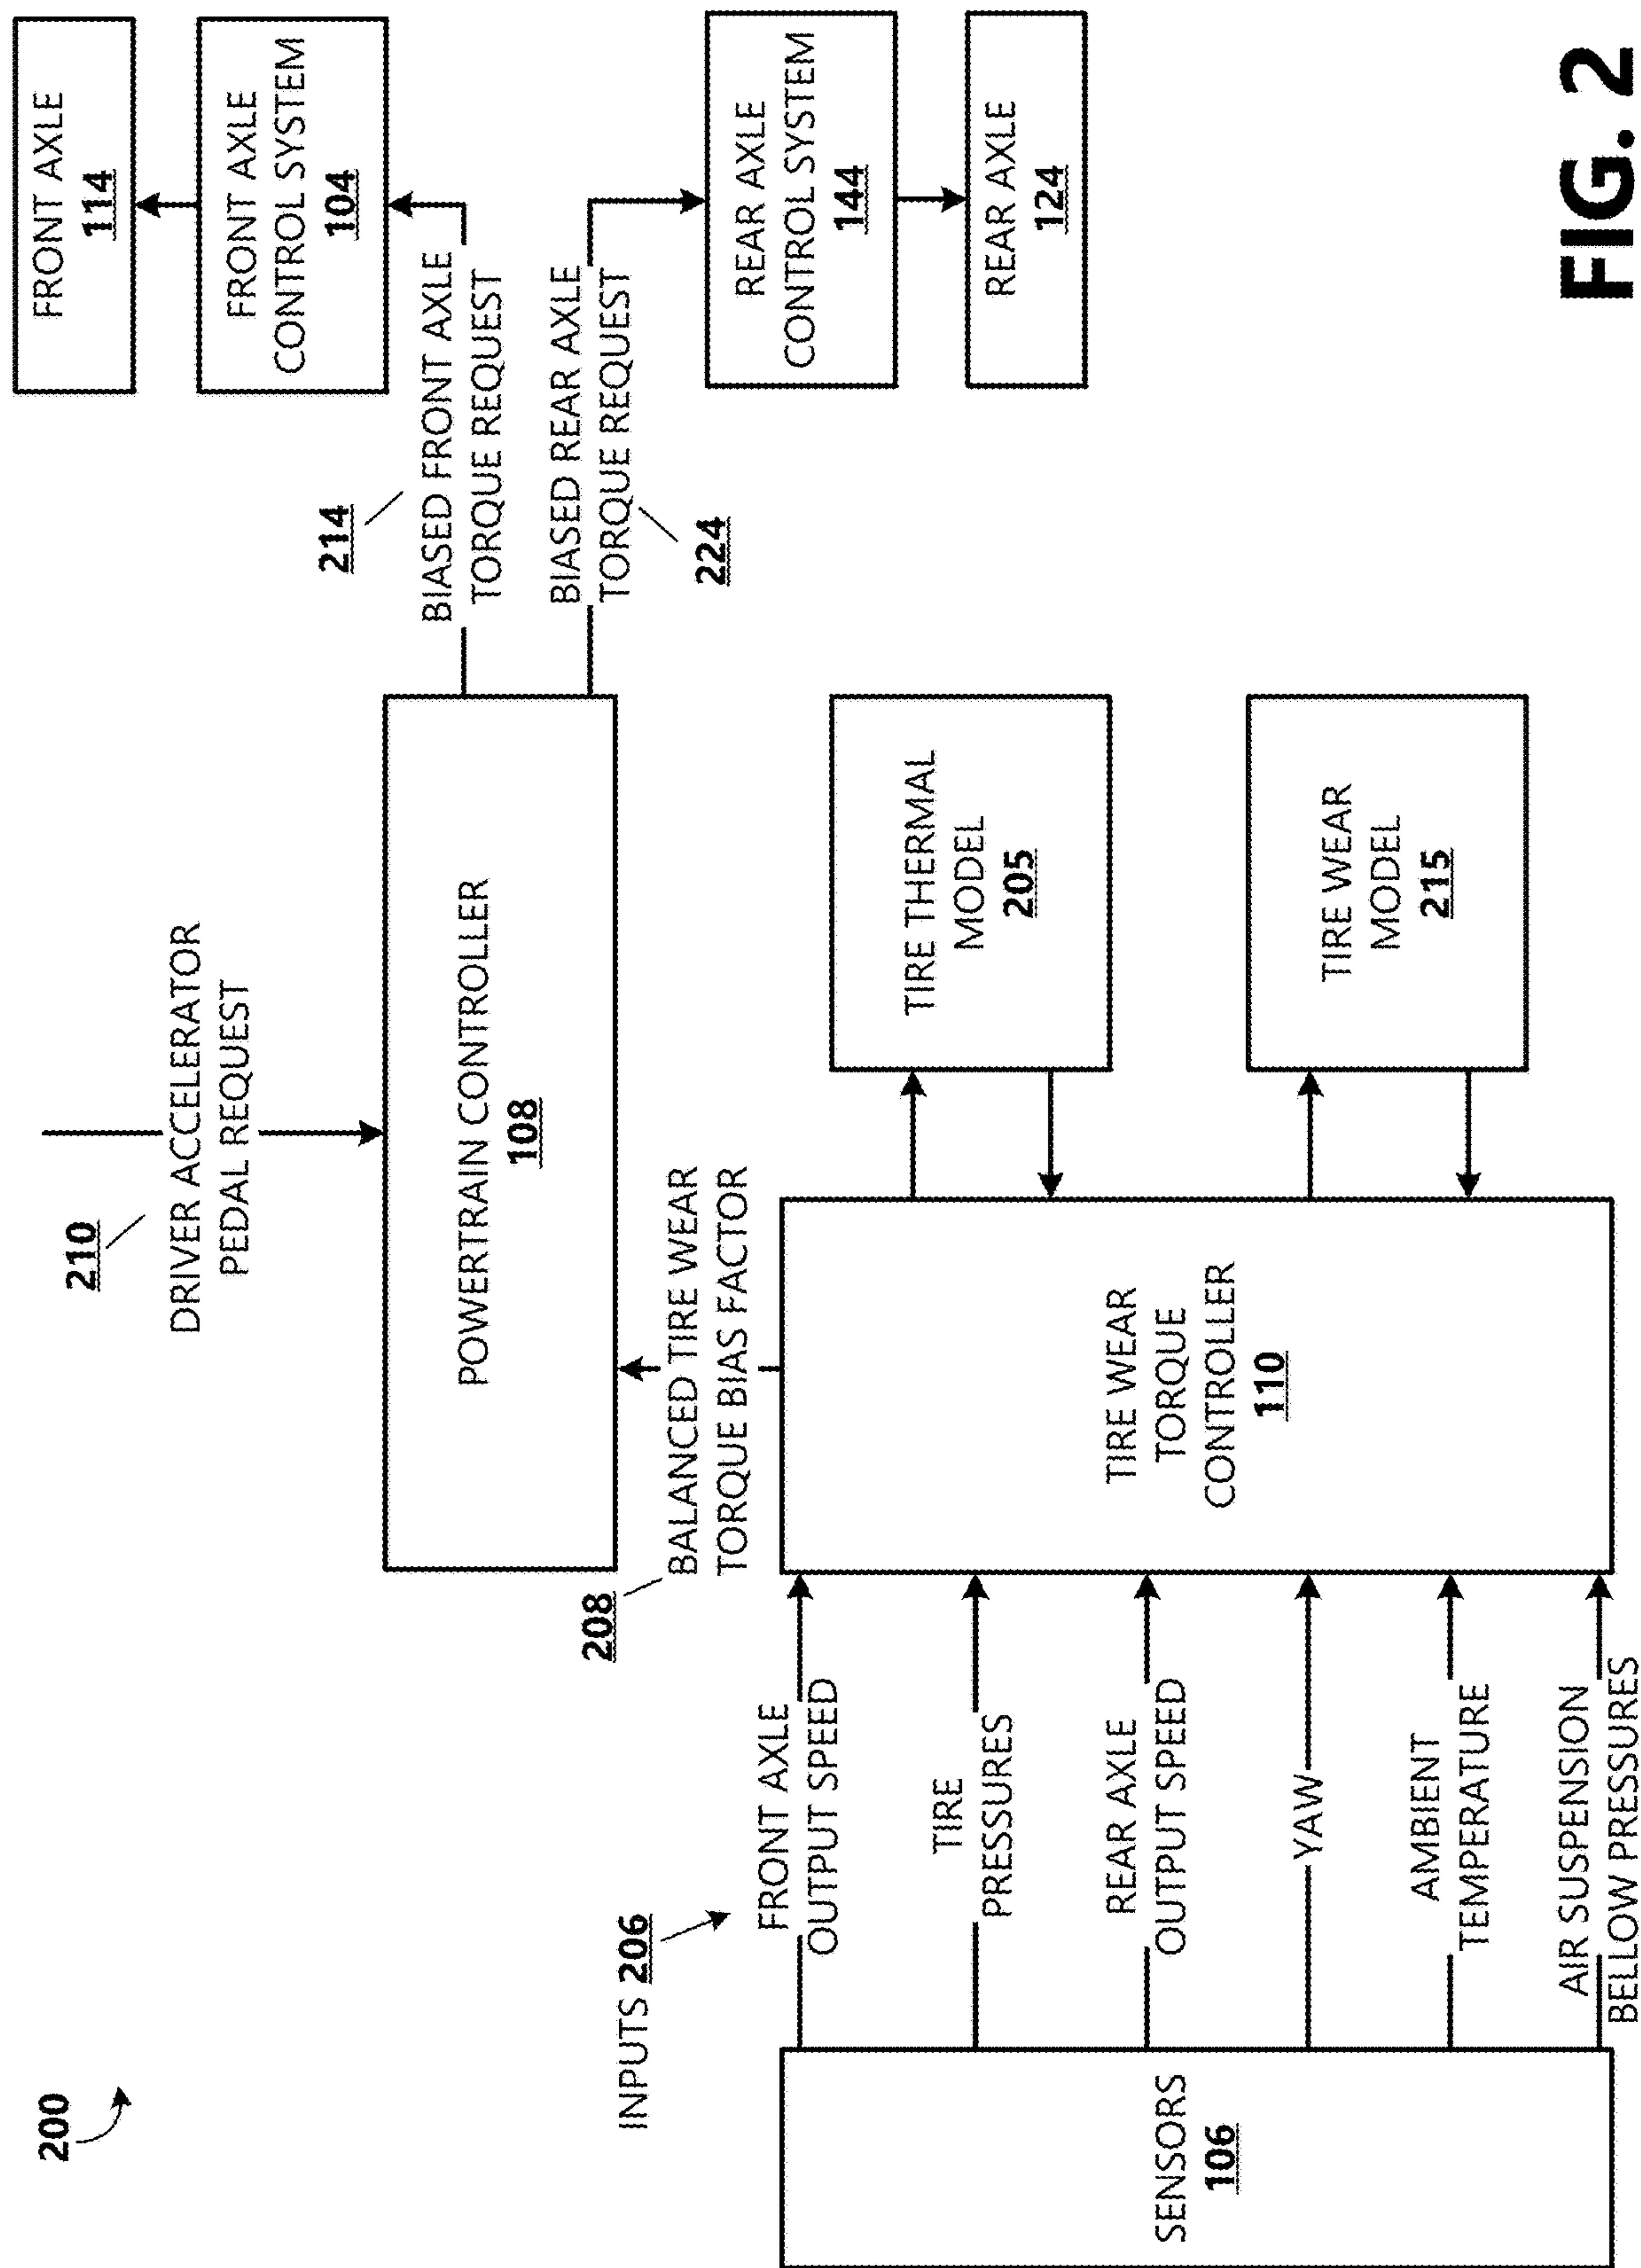 200
210
DRIVER ACCELERATOR
PEDAL REQUEST
FRONT AXLE
114
FRONT AXLE
CONTROL SYSTEM
104
214
BIASED FRONT AXLE
TORQUE REQUEST
POWERTRAIN CONTROLLER
108
BIASED REAR AXLE
TORQUE REQUEST
224
208
BALANCED TIRE WEAR
TORQUE BIAS FACTOR
REAR AXLE
CONTROL SYSTEM
144
REAR AXLE
124
INPUTS 206
FRONT AXLE
OUTPUT SPEED
TIRE
PRESSURES
REAR AXLE
OUTPUT SPEED
YAW
AMBIENT
TEMPERATURE
AIR SUSPENSION
BELLOW PRESSURES
SENSORS
106
TIRE WEAR
TORQUE
CONTROLLER
110
TIRE THERMAL
MODEL
205
TIRE WEAR
MODEL
215
FIG. 2